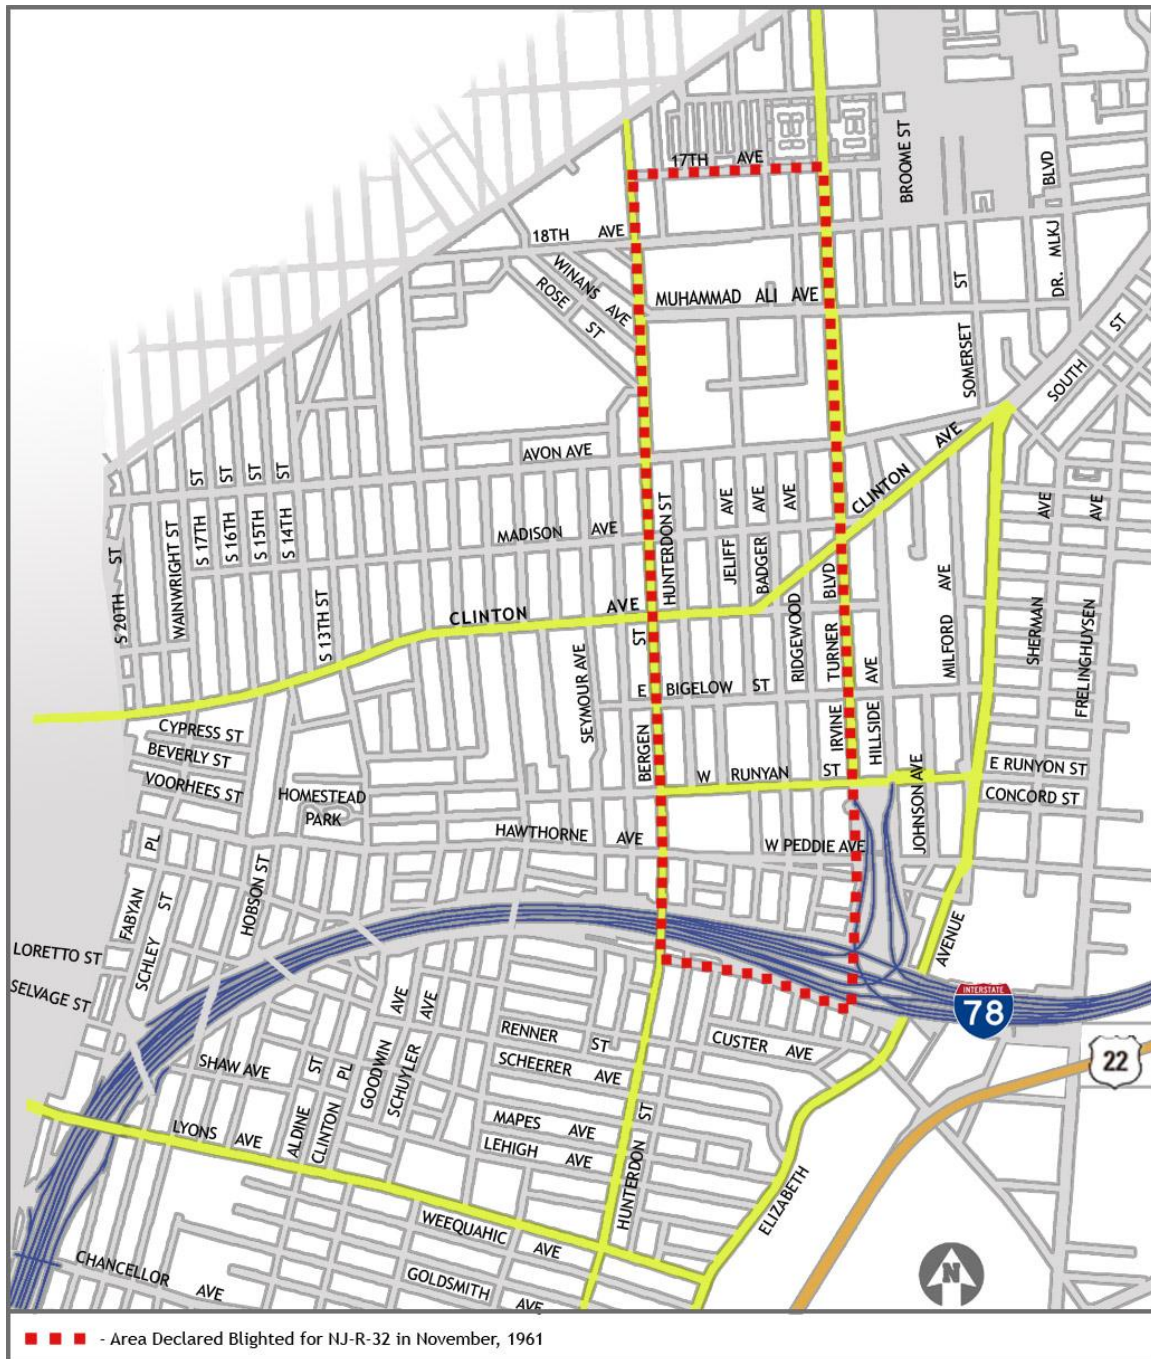 17TH AVE
BROOME ST
DR. MLKJ BLVD
18TH AVE
WINANS AVE
ROSE ST
MUHAMMAD ALI AVE
SOMERSET ST
SOUTH ST
AVON AVE
CLINTON AVE
S 20TH ST
WAINWRIGHT ST
S 17TH ST
S 16TH ST
S 15TH ST
S 14TH ST
MADISON AVE
HUNTERDON ST
JELIFF AVE
BADGER AVE
RIDGEWOOD AVE
S 13TH ST
CLINTON AVE
SEYMOUR AVE
BERGEN ST
E BIGELOW ST
IRVINE TURNER BLVD
HILLSIDE AVE
MILFORD AVE
SHERMAN AVE
FRELINGHUYSEN AVE
CYPRESS ST
BEVERLY ST
VOORHEES ST
HOMESTEAD
PARK
W RUNYAN ST
JOHNSON AVE
E RUNYON ST
CONCORD ST
HAWTHORNE AVE
W PEDDIE AVE
FABYAN PL
SCHLEY ST
HOBSON ST
LORETTO ST
SELVAGE ST
ELIZABETH AVENUE
INTERSTATE
78
22
RENNER ST
CUSTER AVE
SCHEERER AVE
SHAW AVE
ALDINE ST
CLINTON PL
GOODWIN AVE
SCHUYLER AVE
MAPES AVE
LEHIGH AVE
LYONS AVE
HUNTERDON ST
WEEQUAHIC AVE
CHANCELLOR AVE
GOLDSMITH AVE
N
- Area Declared Blighted for NJ-R-32 in November, 1961